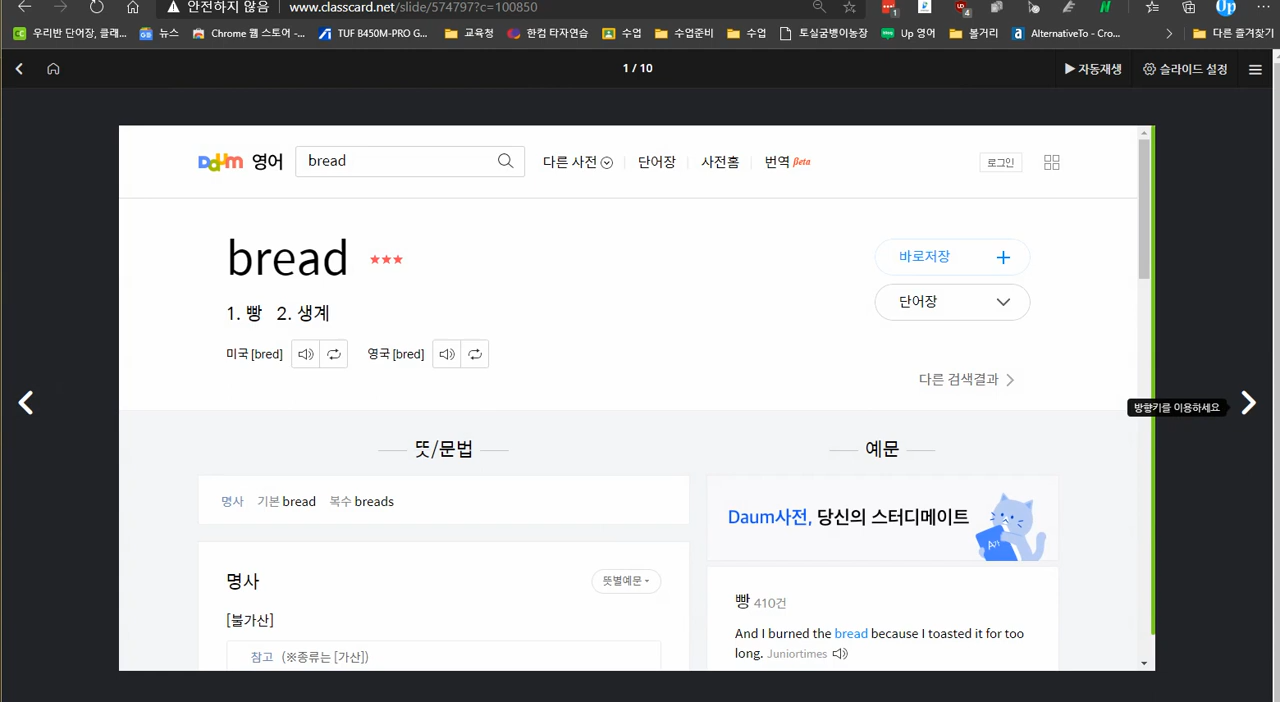 안전하지 않음 www.classcard.net/slide/574797?c=100850
1
4
Up
우리반 단어장, 클래... 뉴스 Chrome 웹 스토어 -... TUF B450M-PRO G... 교육청 한컴 타자연습 수업 수업준비 수업 토실굼벵이농장 Up 영어 볼거리 AlternativeTo - Cro... 다른 즐겨찾기
1 / 10 자동재생 슬라이드 설정
Daum 영어 bread 다른 사전 단어장 사전홈 번역 Beta 로그인
bread ★★★ 바로저장
1. 빵 2. 생계 단어장
미국 [bred] 영국 [bred]
다른 검색결과
방향키를 이용하세요
뜻/문법 예문
명사 기본 bread 복수 breads
Daum사전, 당신의 스터디메이트
명사 뜻별예문
빵 410건
[불가산]
And I burned the bread because I toasted it for too
long. Juniortimes
참고 (※종류는 [가산])